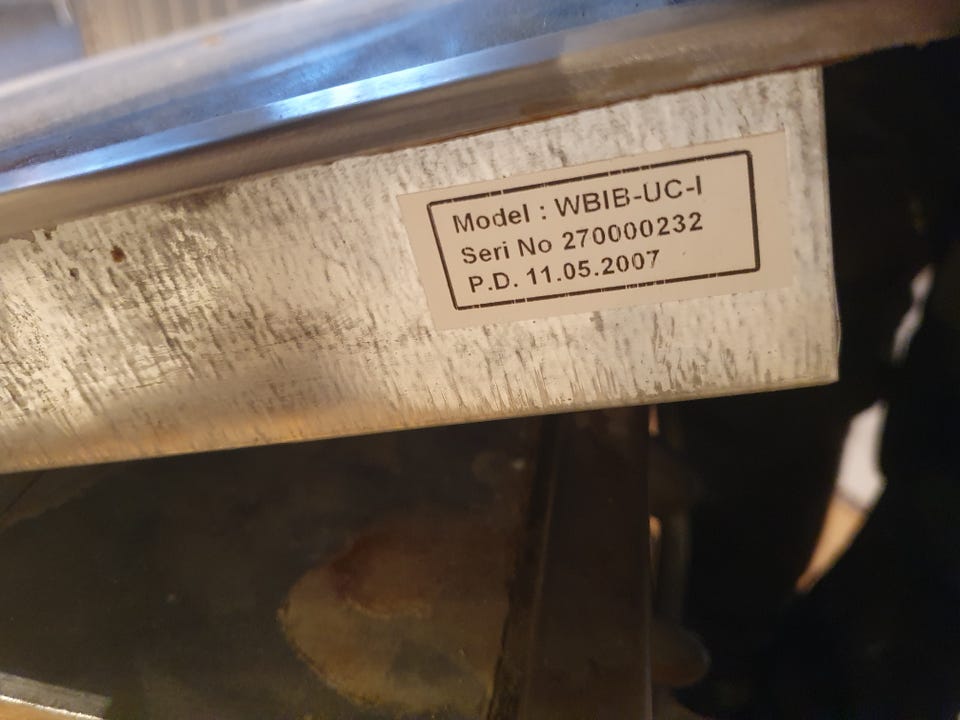 Model : WBIB-UC-I
Seri No 270000232
P.D. 11.05.2007